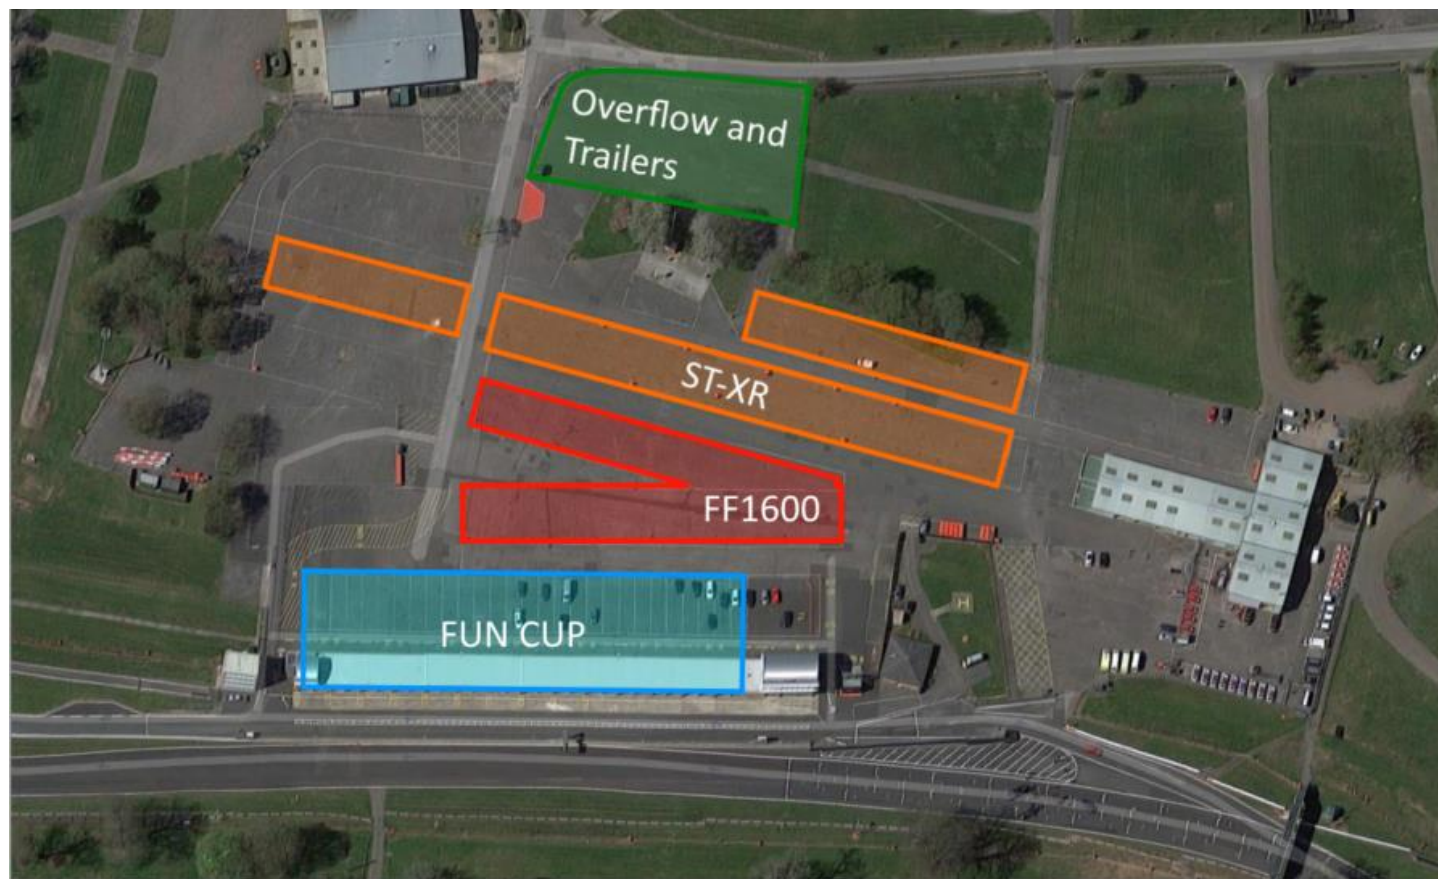 Overflow and
Trailers
ST-XR
FF1600
FUN CUP